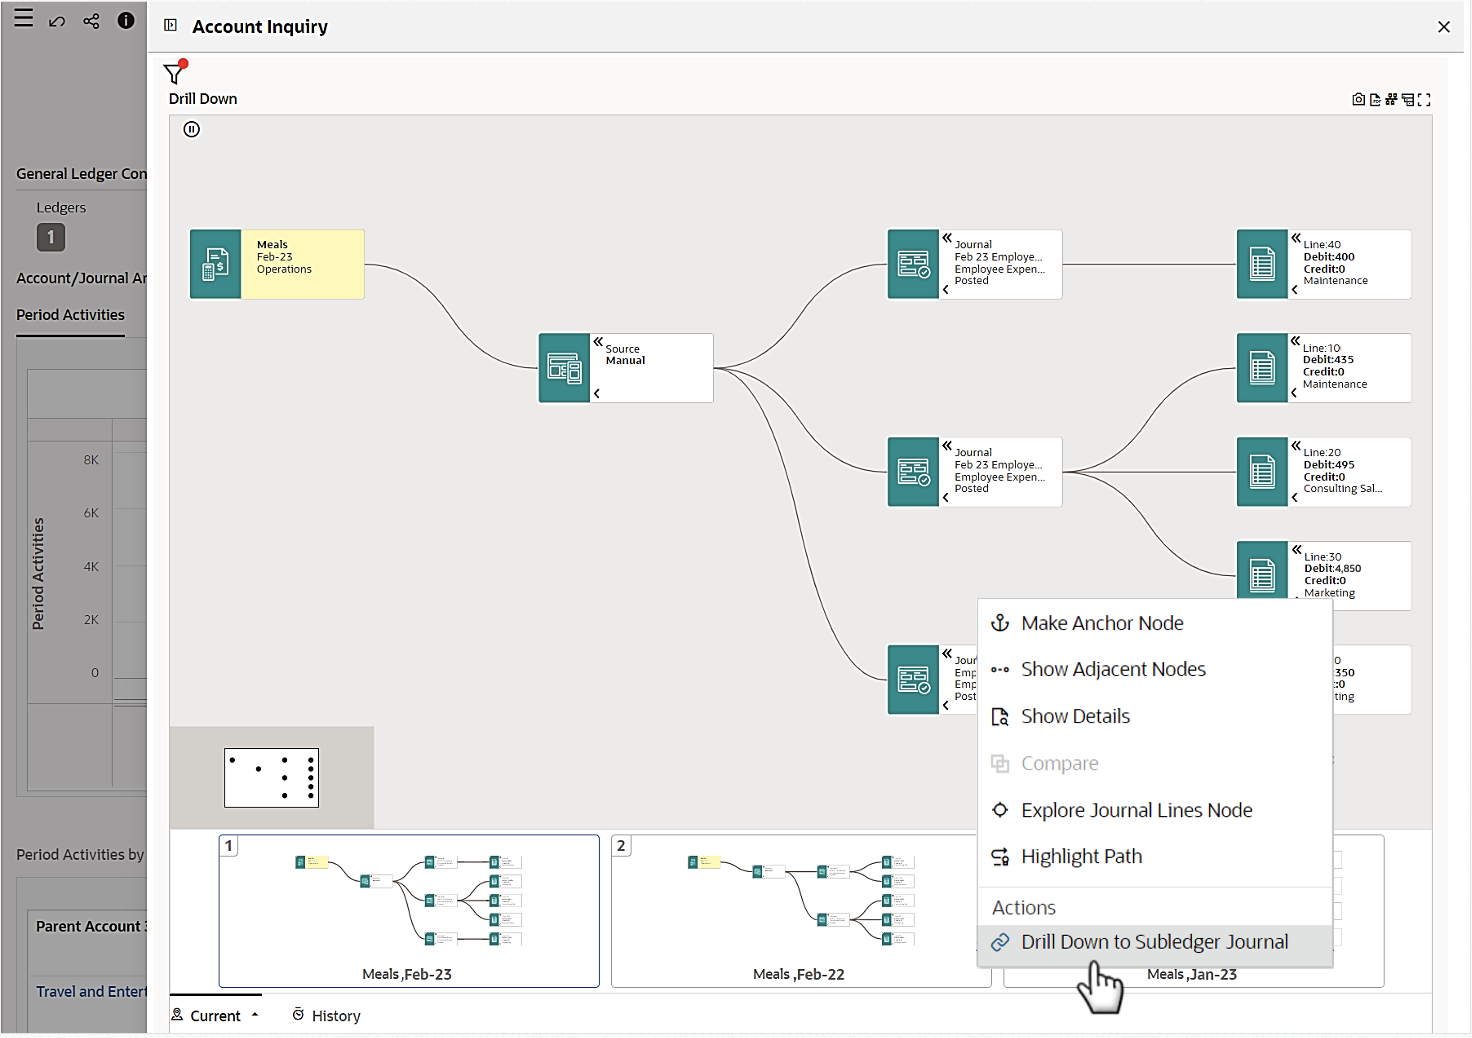 Account Inquiry
Drill Down
General Ledger Con
Ledgers
1
Account/Journal Ar
Period Activities
8K
6K
4K
2K
0
Period Activities
Period Activities by
Parent Account 3
Travel and Entert
Meals
Feb-23
Operations
Source
Manual
Journal
Feb 23 Employe...
Employee Expen...
Posted
Line:40
Debit:400
Credit:0
Maintenance
Line:10
Debit:435
Credit:0
Maintenance
Journal
Feb 23 Employe...
Employee Expen...
Posted
Line:20
Debit:495
Credit:0
Consulting Sal...
Line:30
Debit:4,850
Credit:0
Marketing
Jour
Emp
Emp
Post
0
350
:0
ting
Make Anchor Node
Show Adjacent Nodes
Show Details
Compare
Explore Journal Lines Node
Highlight Path
Actions
Drill Down to Subledger Journal
1
Meals ,Feb-23
2
Meals ,Feb-22
Meals ,Jan-23
Current
History